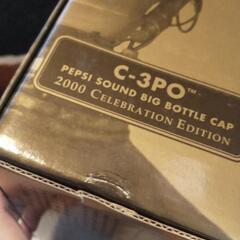 C-3PO™
PEPSI SOUND BIG BOTTLE CAP
2000 CELEBRATION EDITION